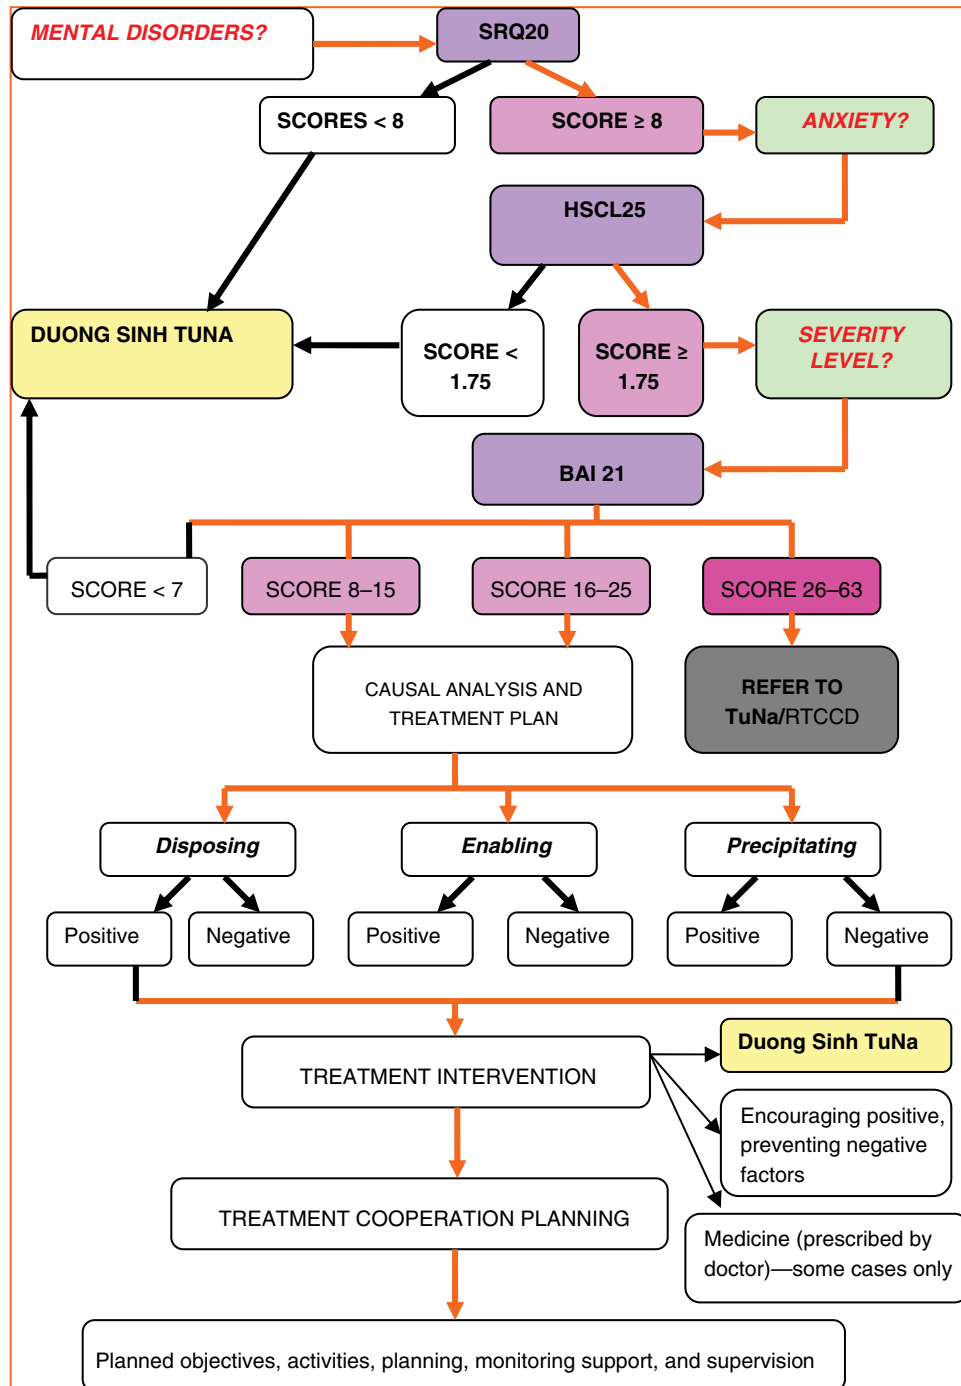 MENTAL DISORDERS?
SRQ20
SCORES < 8
SCORE ≥ 8
ANXIETY?
HSCL25
DUONG SINH TUNA
SCORE <
1.75
SCORE ≥
1.75
SEVERITY
LEVEL?
BAI 21
SCORE < 7
SCORE 8–15
SCORE 16–25
SCORE 26–63
CAUSAL ANALYSIS AND
TREATMENT PLAN
REFER TO
TuNa/RTCCD
Disposing
Enabling
Precipitating
Positive
Negative
Positive
Negative
Positive
Negative
TREATMENT INTERVENTION
Duong Sinh TuNa
Encouraging positive,
preventing negative
factors
TREATMENT COOPERATION PLANNING
Medicine (prescribed by
doctor)—some cases only
Planned objectives, activities, planning, monitoring support, and supervision